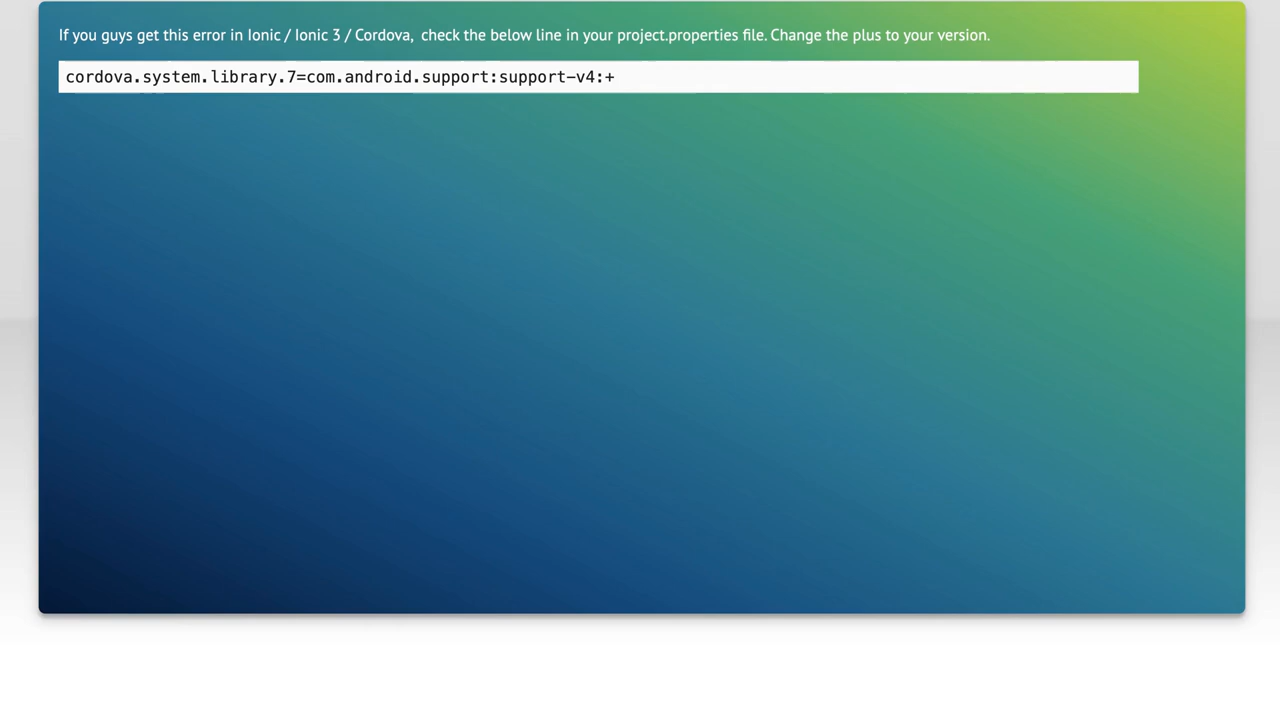 If you guys get this error in Ionic / Ionic 3 / Cordova, check the below line in your project.properties file. Change the plus to your version.
cordova.system.library.7=com.android.support:support-v4:+